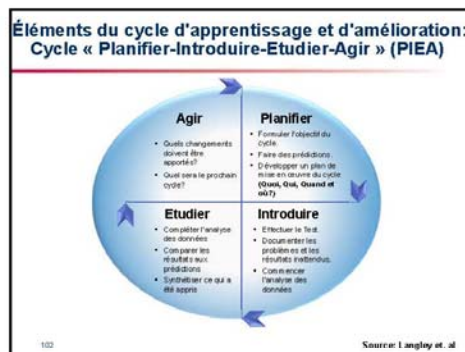 Éléments du cycle d'apprentissage et d'amélioration:
Cycle « Planifier-Introduire-Etudier-Agir » (PIEA)
Agir
• Quels changements
doivent être
apportés?
• Quel sera le prochain
cycle?
Planifier
• Formuler l'objectif du
cycle.
• Faire des prédictions.
• Développer un plan de
mise en œuvre du cycle
(Quoi, Qui, Quand et
où?)
Etudier
• Compléter l'analyse
des données
• Comparer les
résultats aux
prédictions
• Synthétiser ce qui a
été appris
Introduire
• Effectuer le Test.
• Documenter les
problèmes et les
résultats inattendus.
• Commencer
l'analyse des
données
102
Source: Langley et. al